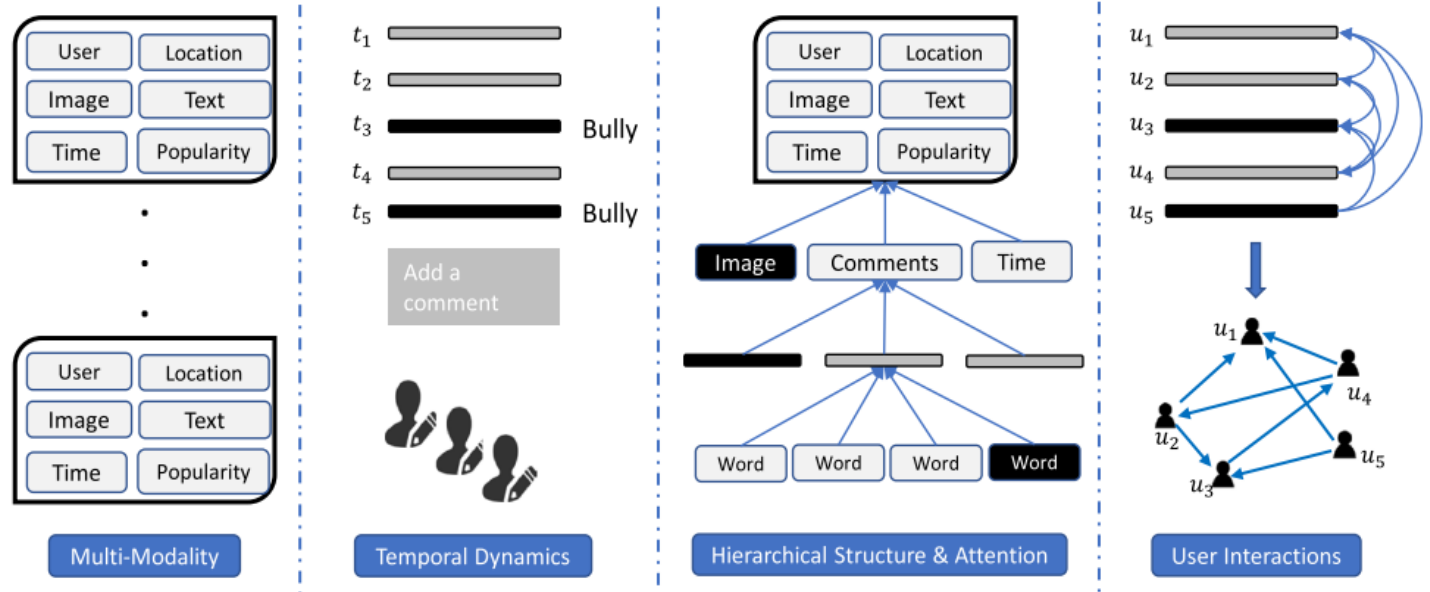 User Location
Image Text
Time Popularity
.
.
.
User Location
Image Text
Time Popularity
Multi-Modality
t1
t2
t3 Bully
t4
t5 Bully
Add a
comment
Temporal Dynamics
User Location
Image Text
Time Popularity
Image Comments Time
Word Word Word Word
Hierarchical Structure & Attention
u1
u2
u3
u4
u5
u1
u4
u2
u5
u3
User Interactions